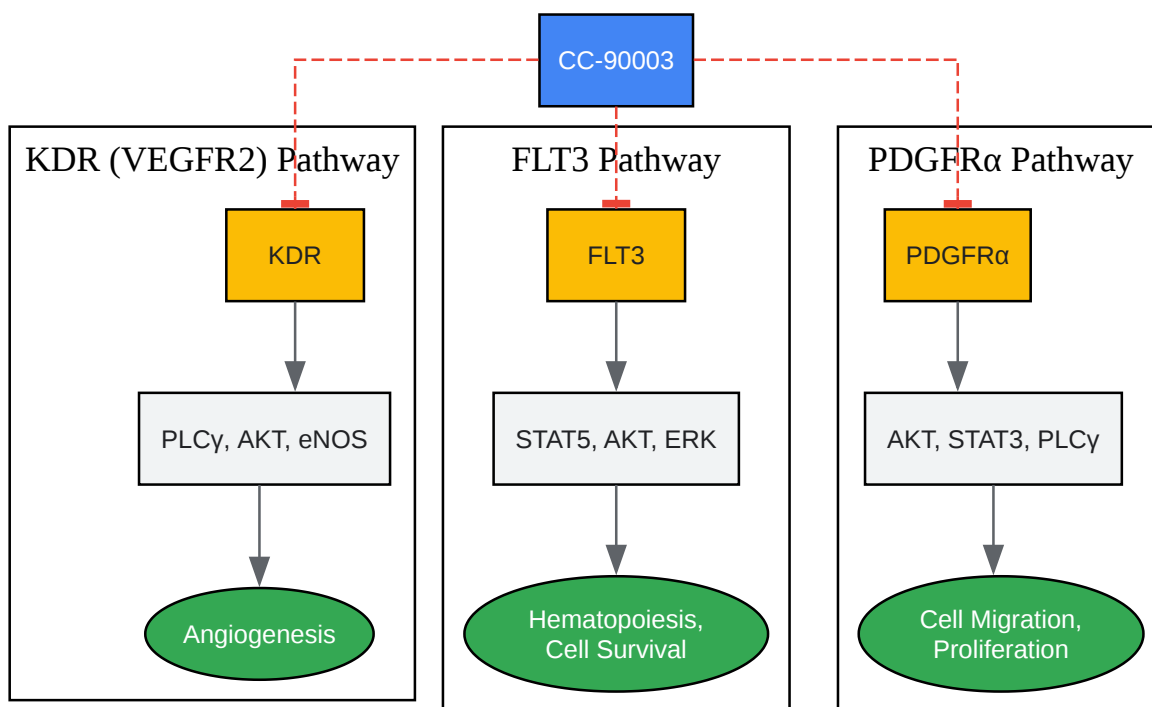 CC-90003
KDR (VEGFR2) Pathway
FLT3 Pathway
PDGFRα Pathway
KDR
FLT3
PDGFRα
PLCγ, AKT, eNOS
STAT5, AKT, ERK
AKT, STAT3, PLCγ
Angiogenesis
Hematopoiesis,
Cell Survival
Cell Migration,
Proliferation